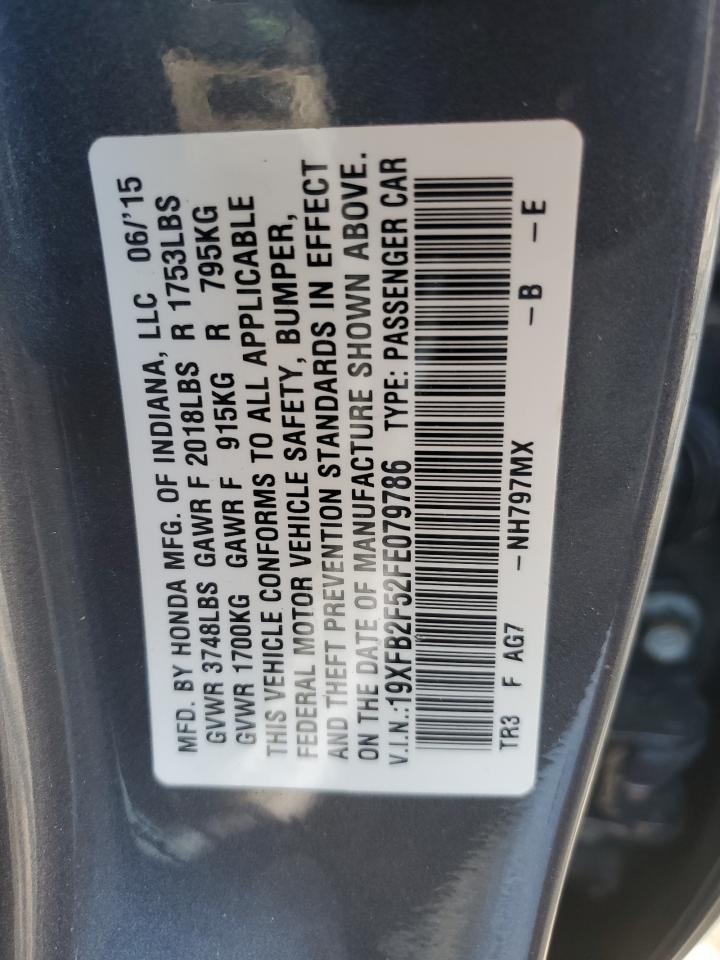 MFD. BY HONDA MFG. OF INDIANA, LLC 06/'15
GVWR 3748LBS GAWR F 2018LBS R 1753LBS
GVWR 1700KG GAWR F 915KG R 795KG
THIS VEHICLE CONFORMS TO ALL APPLICABLE
FEDERAL MOTOR VEHICLE SAFETY, BUMPER,
AND THEFT PREVENTION STANDARDS IN EFFECT
ON THE DATE OF MANUFACTURE SHOWN ABOVE.
V.I.N.:19XFB2F52FE079786 TYPE: PASSENGER CAR
TR3 F AG7 -NH797MX -B -E